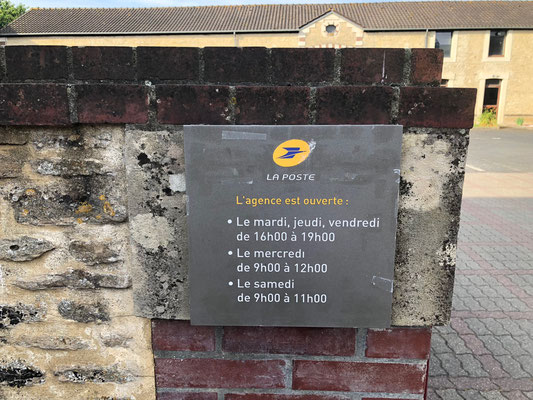 LA POSTE
L'agence est ouverte :
• Le mardi, jeudi, vendredi
de 16h00 à 19h00
• Le mercredi
de 9h00 à 12h00
• Le samedi
de 9h00 à 11h00